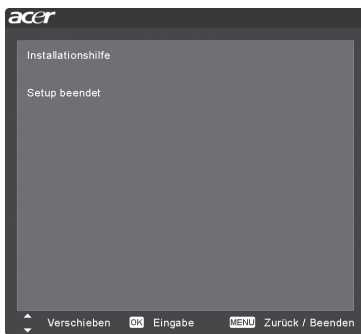 acer
Installationshilfe
Setup beendet
Verschieben OK Eingabe MENU Zurück / Beenden